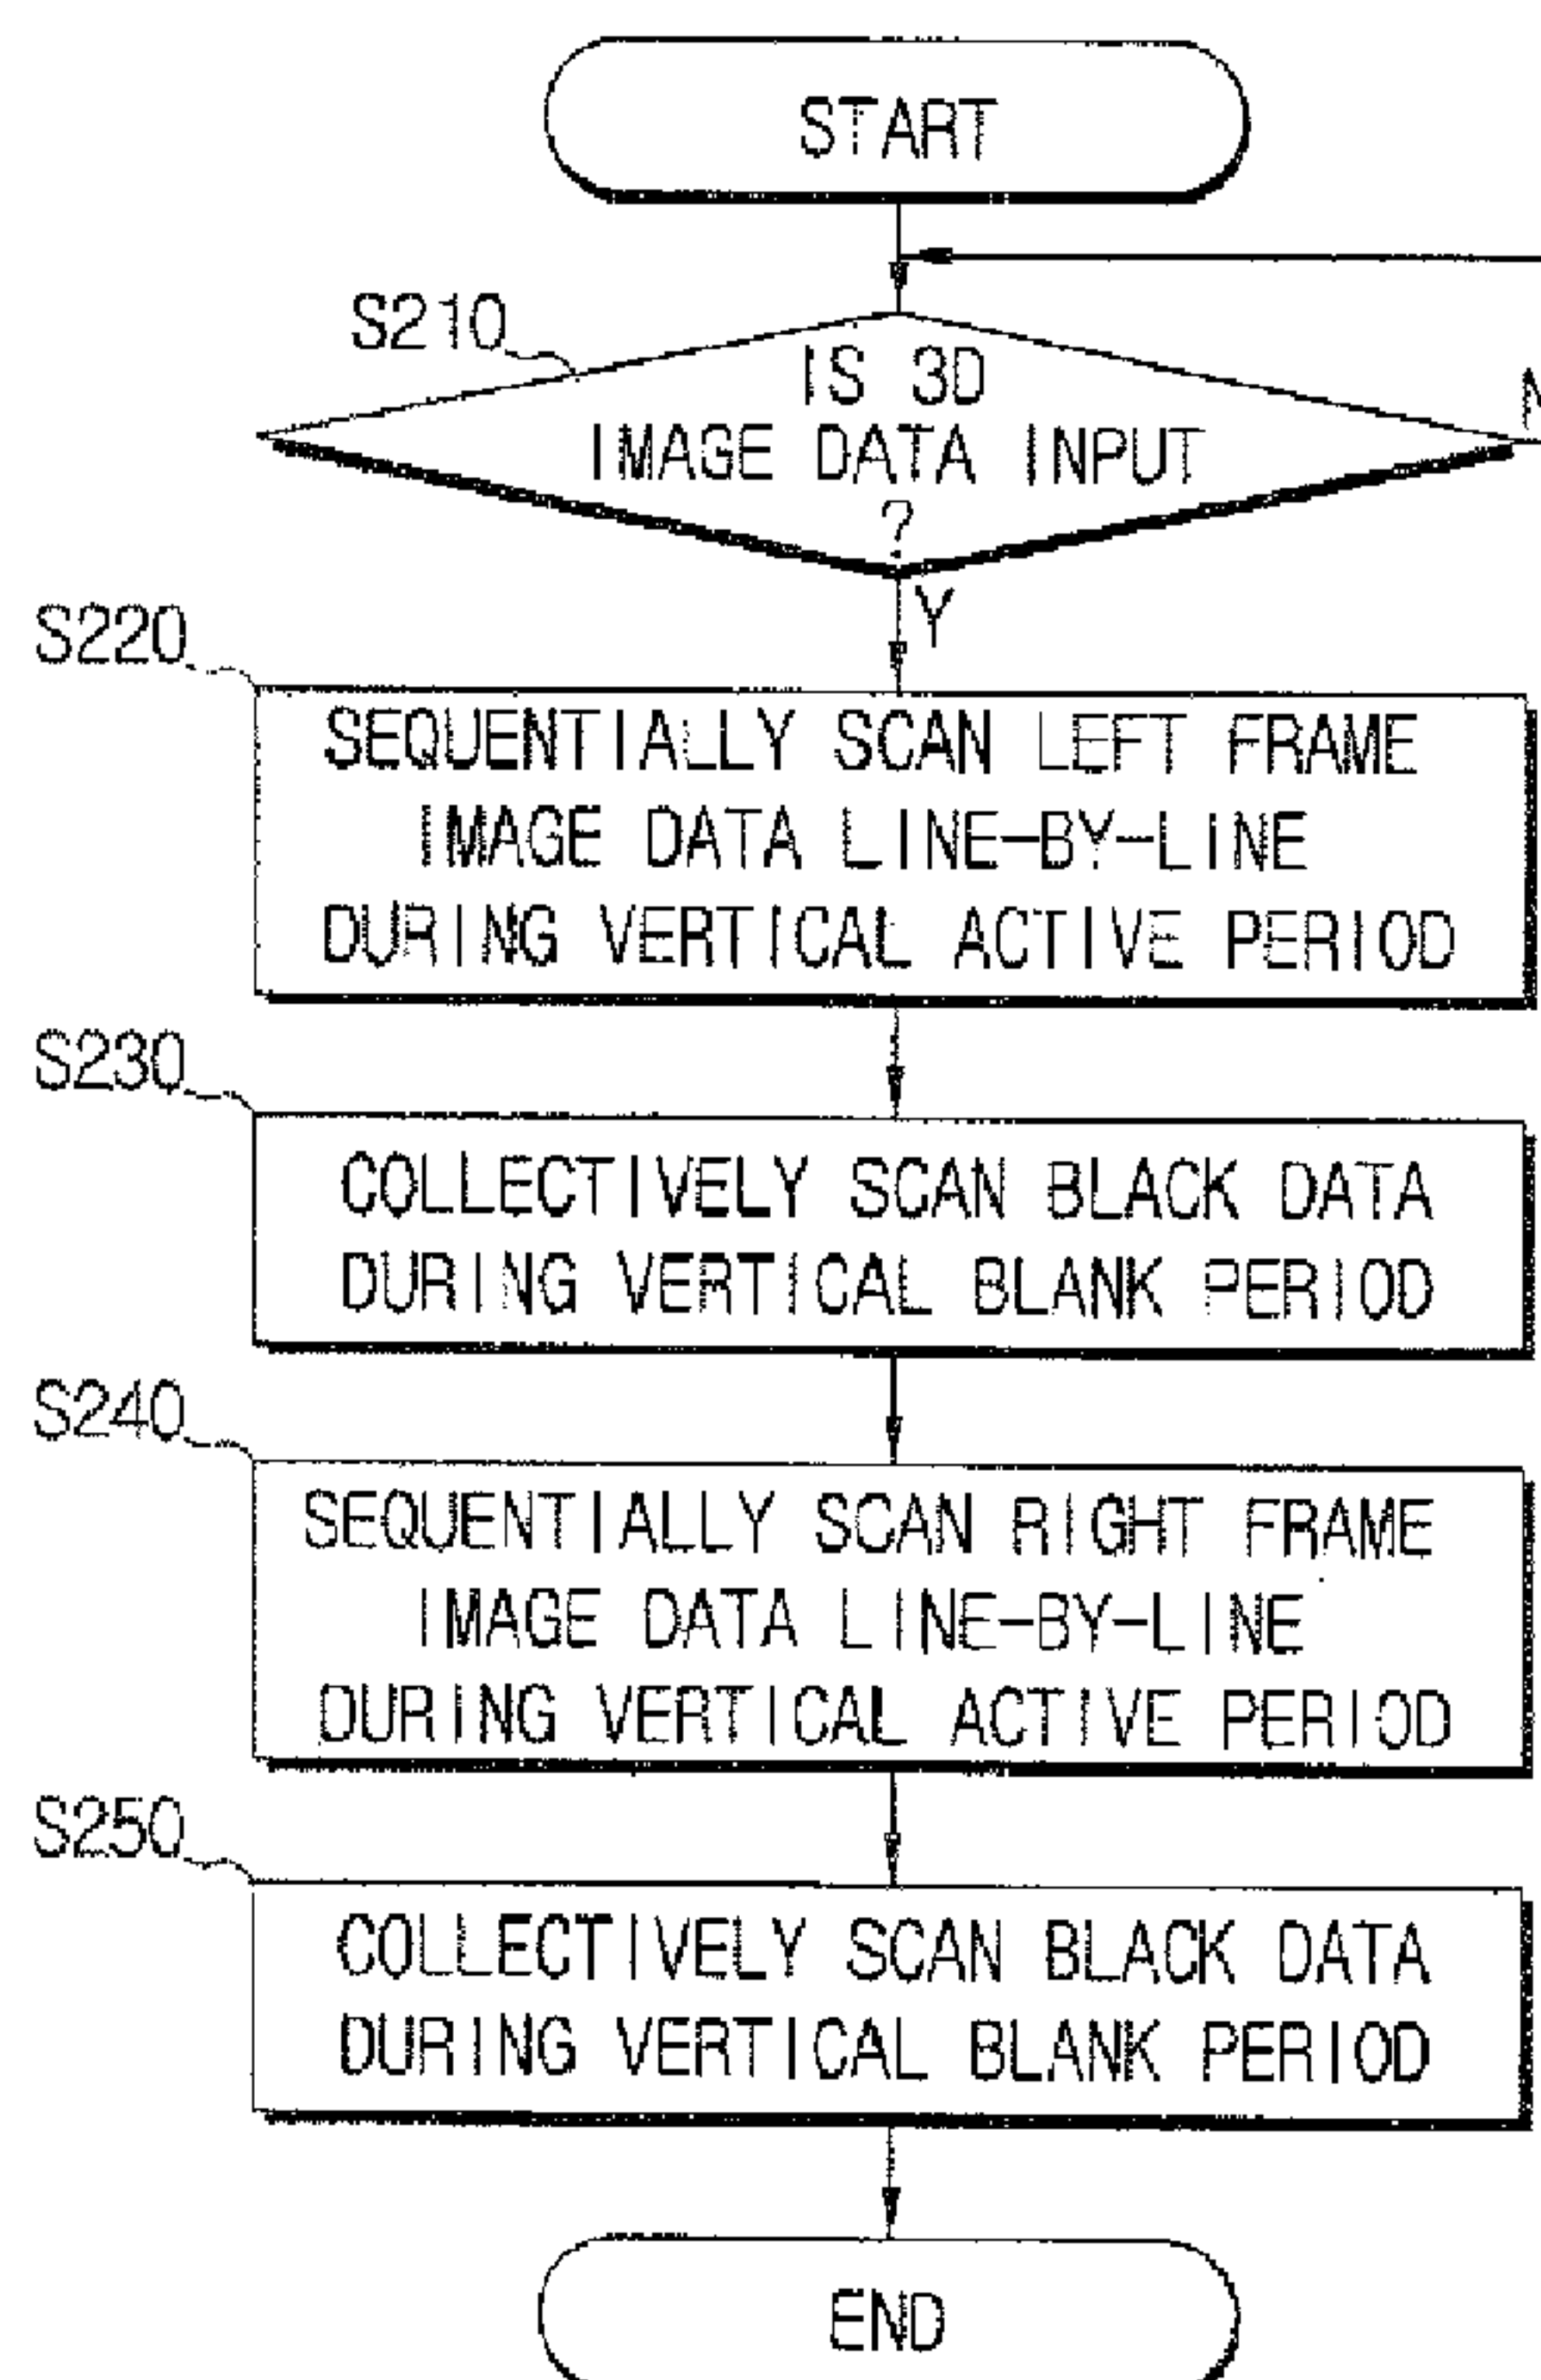 START
S210
IS 3D
IMAGE DATA INPUT
?
N
Y
S220
SEQUENTIALLY SCAN LEFT FRAME
IMAGE DATA LINE-BY-LINE
DURING VERTICAL ACTIVE PERIOD
S230
COLLECTIVELY SCAN BLACK DATA
DURING VERTICAL BLANK PERIOD
S240
SEQUENTIALLY SCAN RIGHT FRAME
IMAGE DATA LINE-BY-LINE
DURING VERTICAL ACTIVE PERIOD
S250
COLLECTIVELY SCAN BLACK DATA
DURING VERTICAL BLANK PERIOD
END